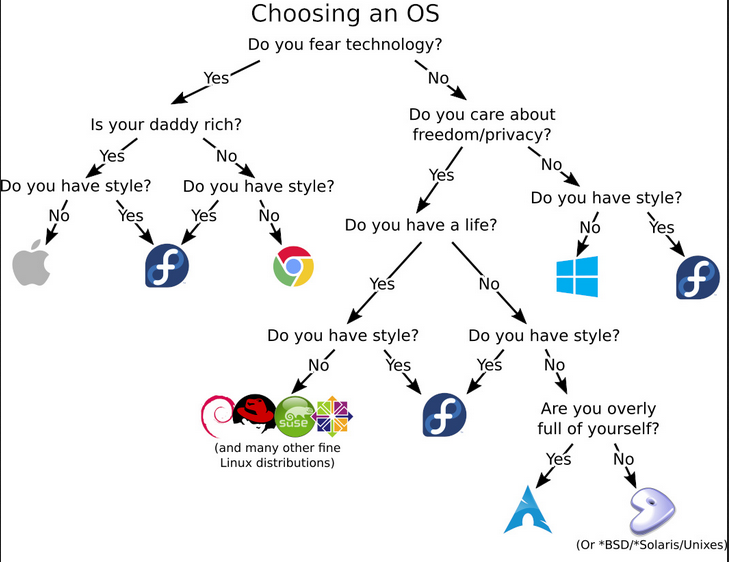 Choosing an OS
Do you fear technology?
Yes
No
Is your daddy rich?
Do you care about
freedom/privacy?
Yes
No
Yes
No
Do you have style?
Do you have style?
Do you have style?
No
Yes
Yes
No
Do you have a life?
No
Yes
Yes
No
Do you have style?
Do you have style?
No
Yes
Yes
No
SUSE
(and many other fine
Linux distributions)
Are you overly
full of yourself?
Yes
No
(Or *BSD/*Solaris/Unixes)